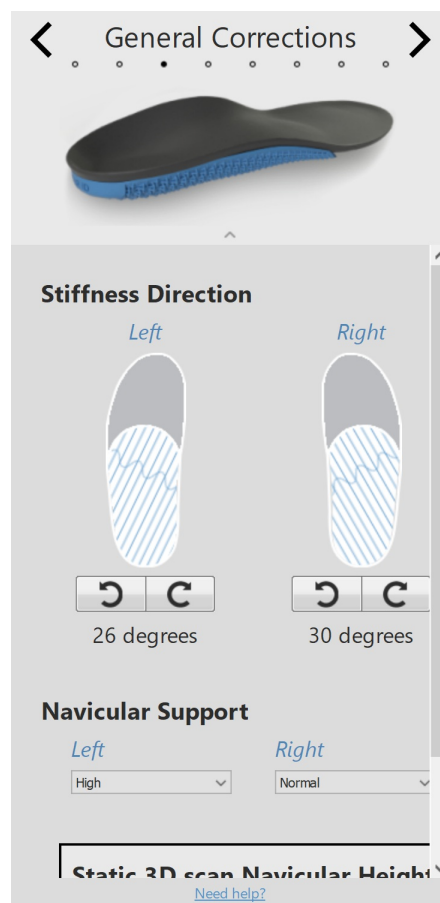 General Corrections
Stiffness Direction
Left
Right
26 degrees
30 degrees
Navicular Support
Left
Right
High
Normal
Static 3D scan Navicular Height
Need help?